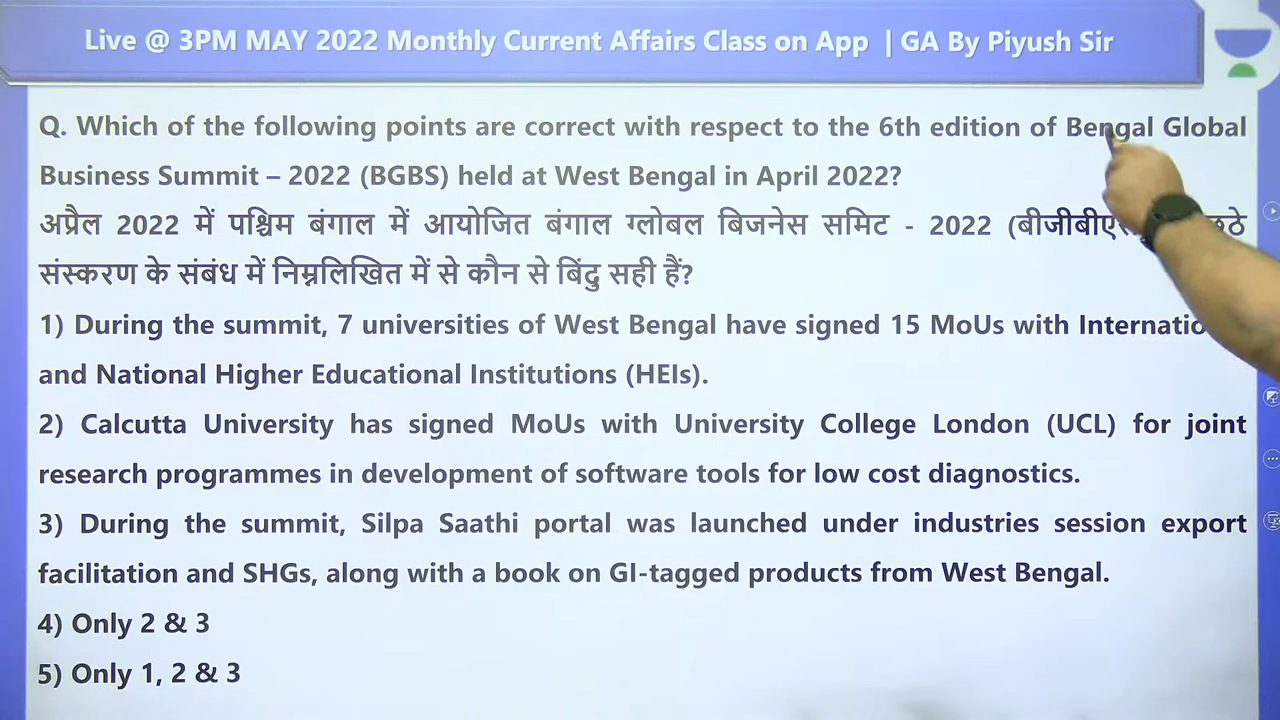 Live @ 3PM MAY 2022 Monthly Current Affairs Class on App | GA By Piyush Sir
Q. Which of the following points are correct with respect to the 6th edition of Bengal Global
Business Summit – 2022 (BGBS) held at West Bengal in April 2022?
अप्रैल 2022 में पश्चिम बंगाल में आयोजित बंगाल ग्लोबल बिजनेस समिट - 2022
संस्करण के संबंध में निम्नलिखित में से कौन से बिंदु सही हैं?
1) During the summit, 7 universities of West Bengal have signed 15 MoUs with
and National Higher Educational Institutions (HEIs).
2) Calcutta University has signed MoUs with University College London (UCL) for joint
research programmes in development of software tools for low cost diagnostics.
3) During the summit, Silpa Saathi portal was launched under industries session export
facilitation and SHGs, along with a book on GI-tagged products from West Bengal.
4) Only 2 & 3
5) Only 1, 2 & 3